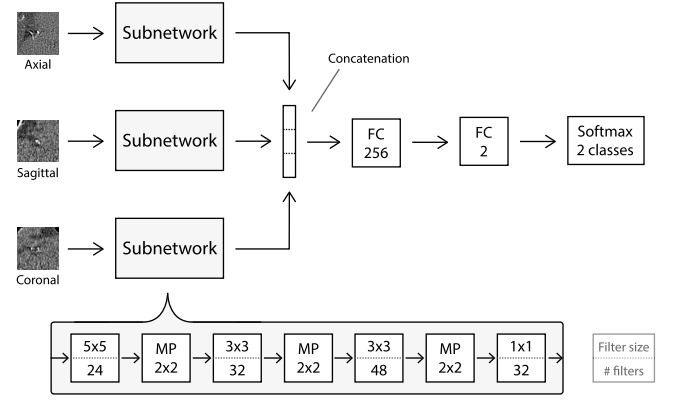 Axial
Subnetwork
Concatenation
Sagittal
Subnetwork
FC
256
FC
2
Softmax
2 classes
Coronal
Subnetwork
5x5
24
MP
2x2
3x3
32
MP
2x2
3x3
48
MP
2x2
1x1
32
Filter size
# filters